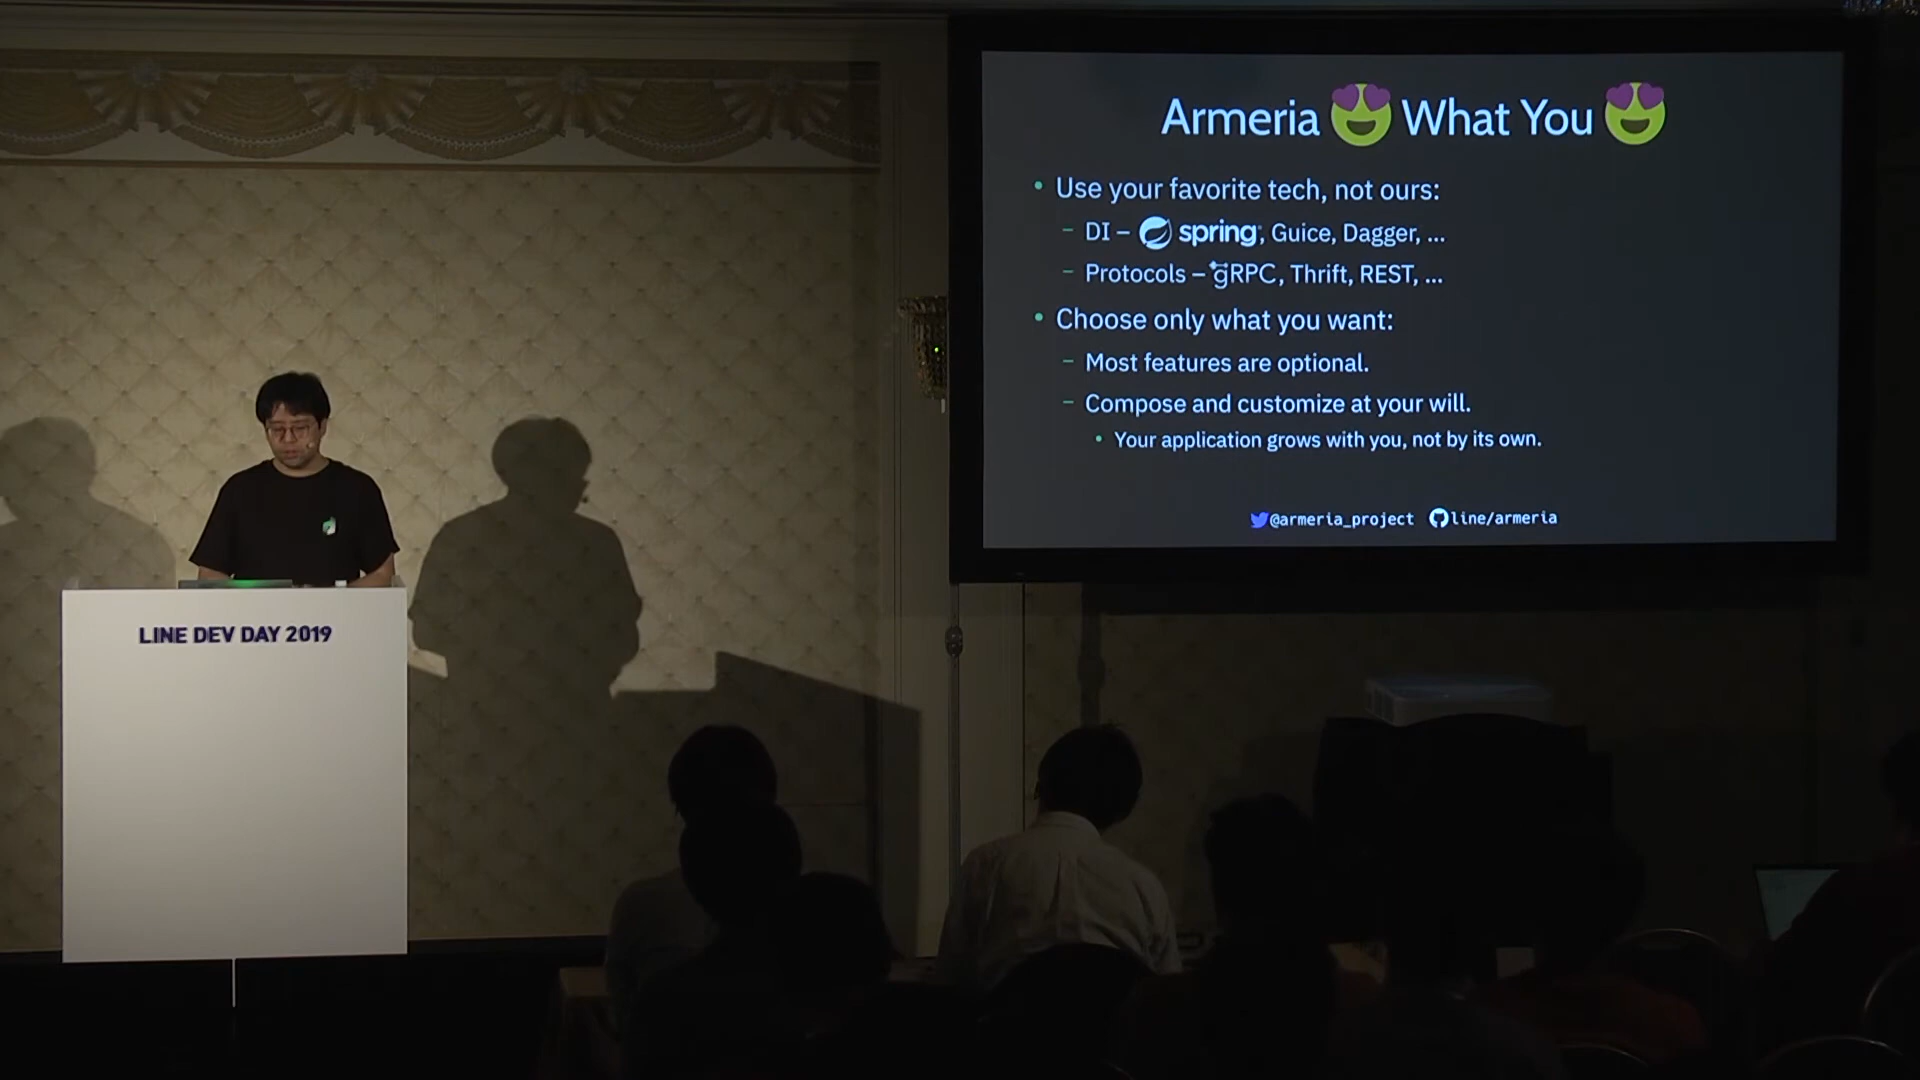 Armeria 😍 What You 😍
• Use your favorite tech, not ours:
– DI – spring, Guice, Dagger, ...
– Protocols – gRPC, Thrift, REST, ...
• Choose only what you want:
– Most features are optional.
– Compose and customize at your will.
• Your application grows with you, not by its own.
@armeria_project line/armeria
LINE DEV DAY 2019